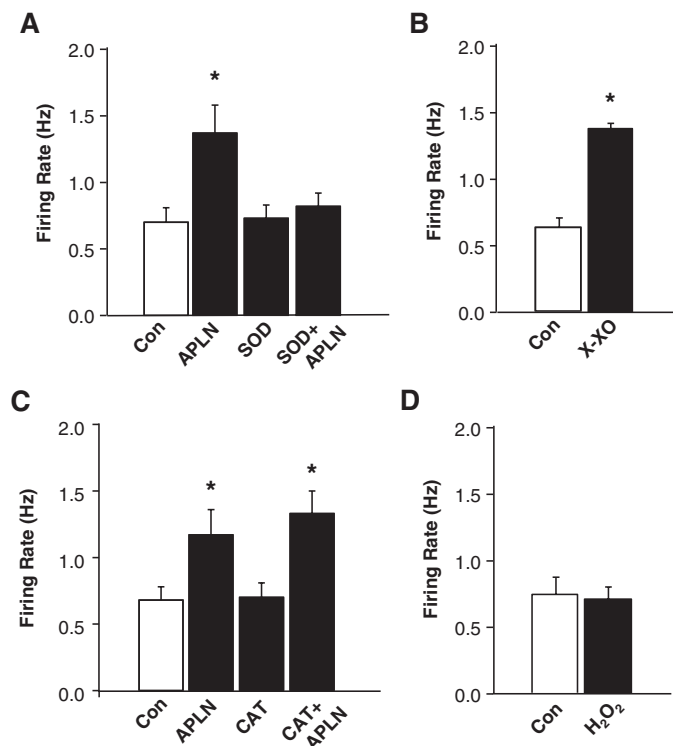 A
Firing Rate (Hz)
2.0
1.5
1.0
0.5
0.0
*
Con
APLN
SOD
SOD+
APLN
B
Firing Rate (Hz)
2.0
1.5
1.0
0.5
0.0
*
Con
X-XO
C
Firing Rate (Hz)
2.0
1.5
1.0
0.5
0.0
*
*
Con
APLN
CAT
CAT+
APLN
D
Firing Rate (Hz)
2.0
1.5
1.0
0.5
0.0
Con
H₂O₂